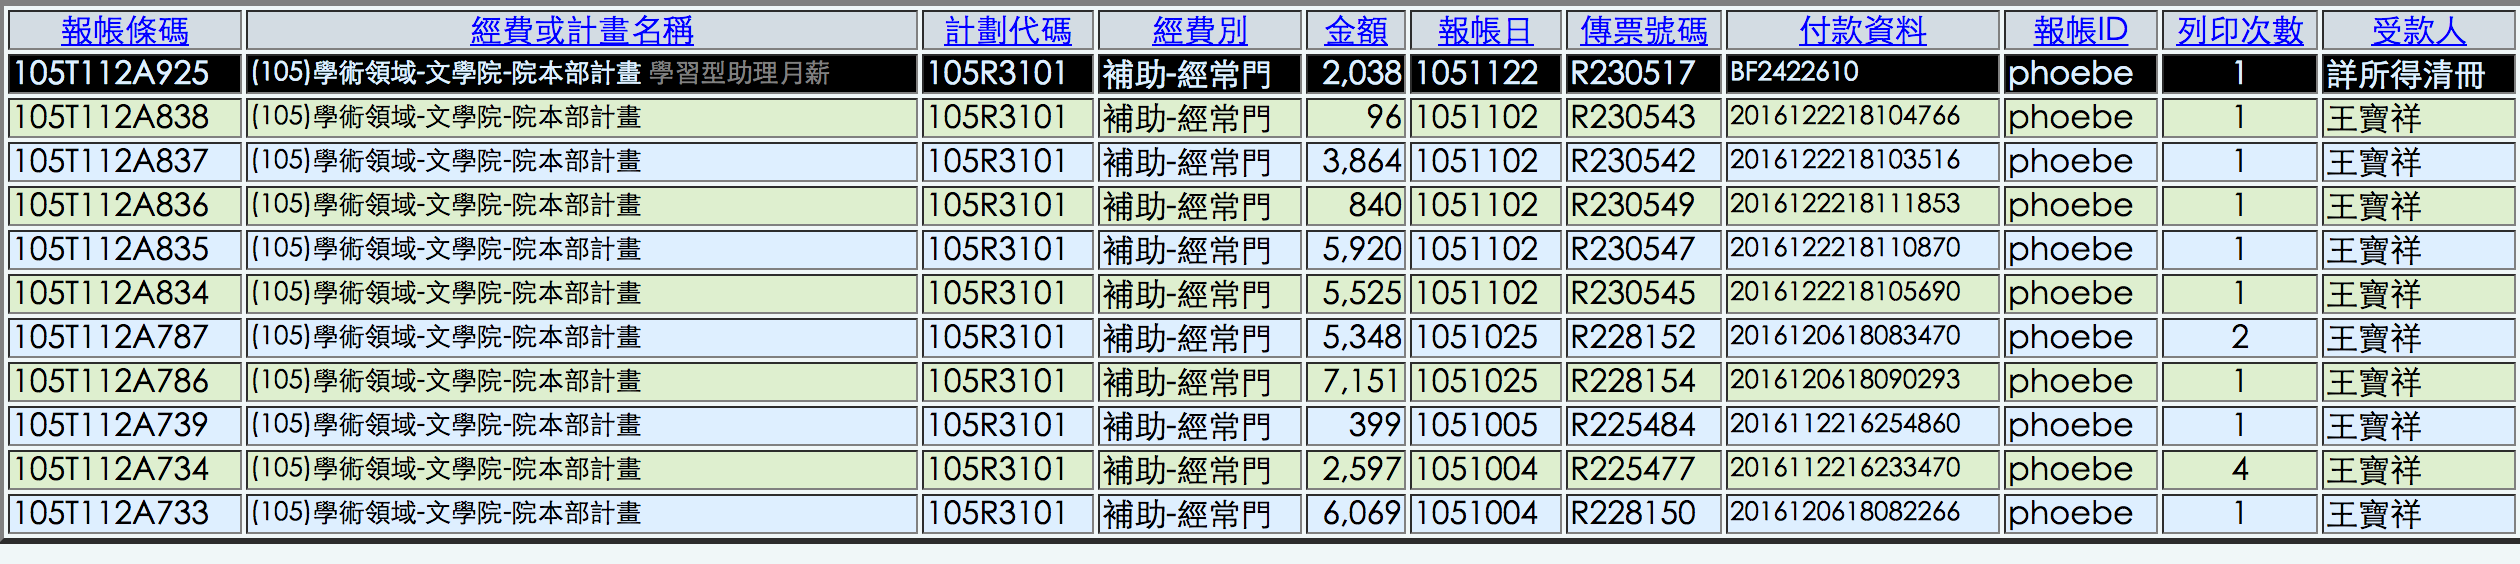 報帳條碼 經費或計畫名稱 計劃代碼 經費別 金額 報帳日 傳票號碼 付款資料 報帳ID 列印次數 受款人
105T112A925 (105)學術領域-文學院-院本部計畫 學習型助理月薪 105R3101 補助-經常門 2,038 1051122 R230517 BF2422610 phoebe 1 詳所得清冊
105T112A838 (105)學術領域-文學院-院本部計畫 105R3101 補助-經常門 96 1051102 R230543 2016122218104766 phoebe 1 王寶祥
105T112A837 (105)學術領域-文學院-院本部計畫 105R3101 補助-經常門 3,864 1051102 R230542 2016122218103516 phoebe 1 王寶祥
105T112A836 (105)學術領域-文學院-院本部計畫 105R3101 補助-經常門 840 1051102 R230549 2016122218111853 phoebe 1 王寶祥
105T112A835 (105)學術領域-文學院-院本部計畫 105R3101 補助-經常門 5,920 1051102 R230547 2016122218110870 phoebe 1 王寶祥
105T112A834 (105)學術領域-文學院-院本部計畫 105R3101 補助-經常門 5,525 1051102 R230545 2016122218105690 phoebe 1 王寶祥
105T112A787 (105)學術領域-文學院-院本部計畫 105R3101 補助-經常門 5,348 1051025 R228152 2016120618083470 phoebe 2 王寶祥
105T112A786 (105)學術領域-文學院-院本部計畫 105R3101 補助-經常門 7,151 1051025 R228154 2016120618090293 phoebe 1 王寶祥
105T112A739 (105)學術領域-文學院-院本部計畫 105R3101 補助-經常門 399 1051005 R225484 2016112216254860 phoebe 1 王寶祥
105T112A734 (105)學術領域-文學院-院本部計畫 105R3101 補助-經常門 2,597 1051004 R225477 2016112216233470 phoebe 4 王寶祥
105T112A733 (105)學術領域-文學院-院本部計畫 105R3101 補助-經常門 6,069 1051004 R228150 2016120618082266 phoebe 1 王寶祥